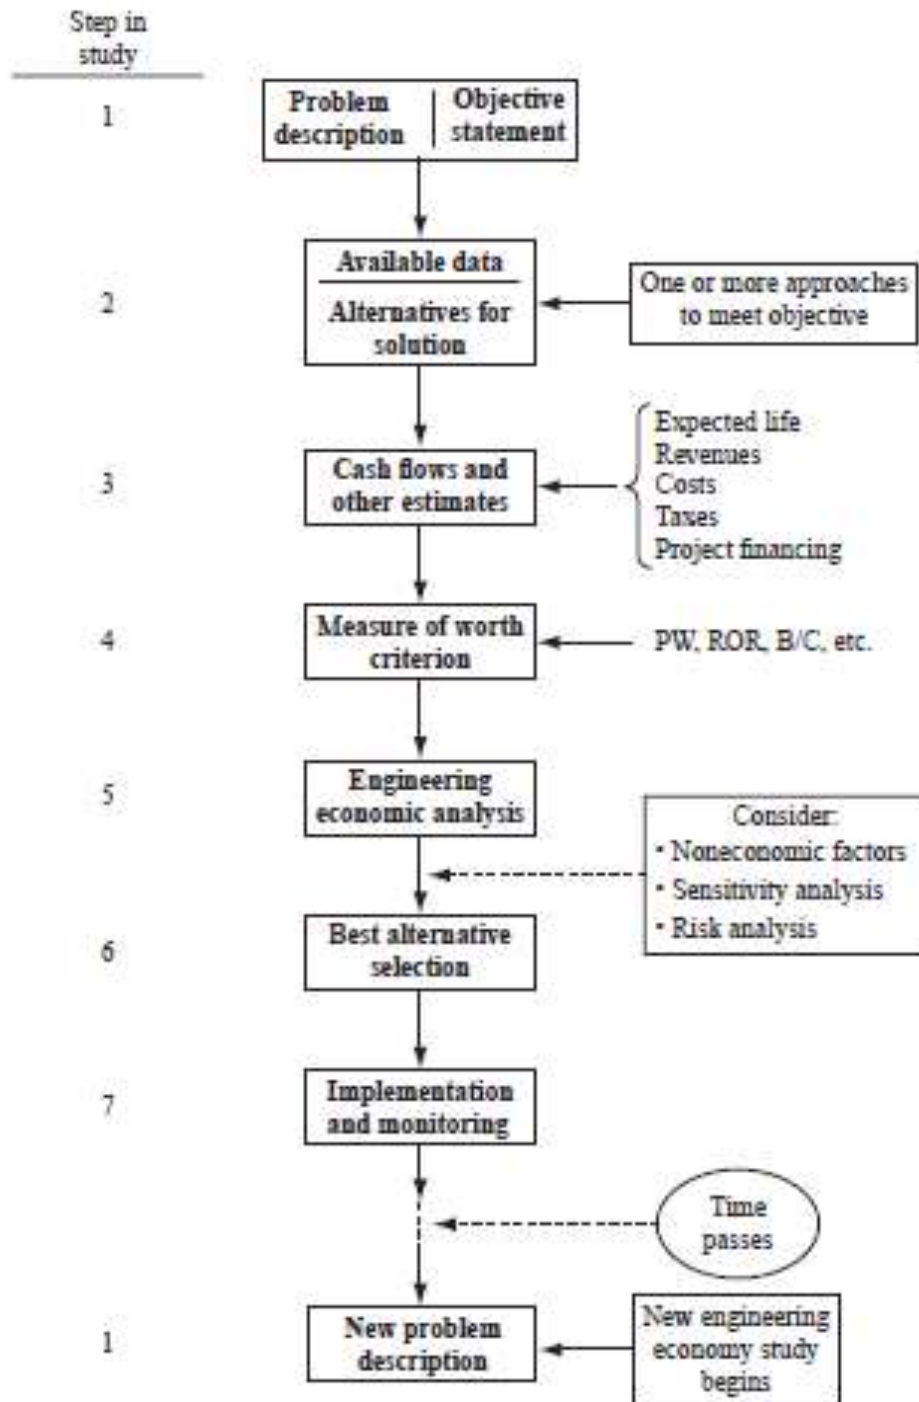 Step in
study
1
Problem
description
Objective
statement
2
Available data
Alternatives for
solution
One or more approaches
to meet objective
3
Cash flows and
other estimates
Expected life
Revenues
Costs
Taxes
Project financing
4
Measure of worth
criterion
PW, ROR, B/C, etc.
5
Engineering
economic analysis
Consider:
• Noneconomic factors
• Sensitivity analysis
• Risk analysis
6
Best alternative
selection
7
Implementation
and monitoring
Time
passes
1
New problem
description
New engineering
economy study
begins